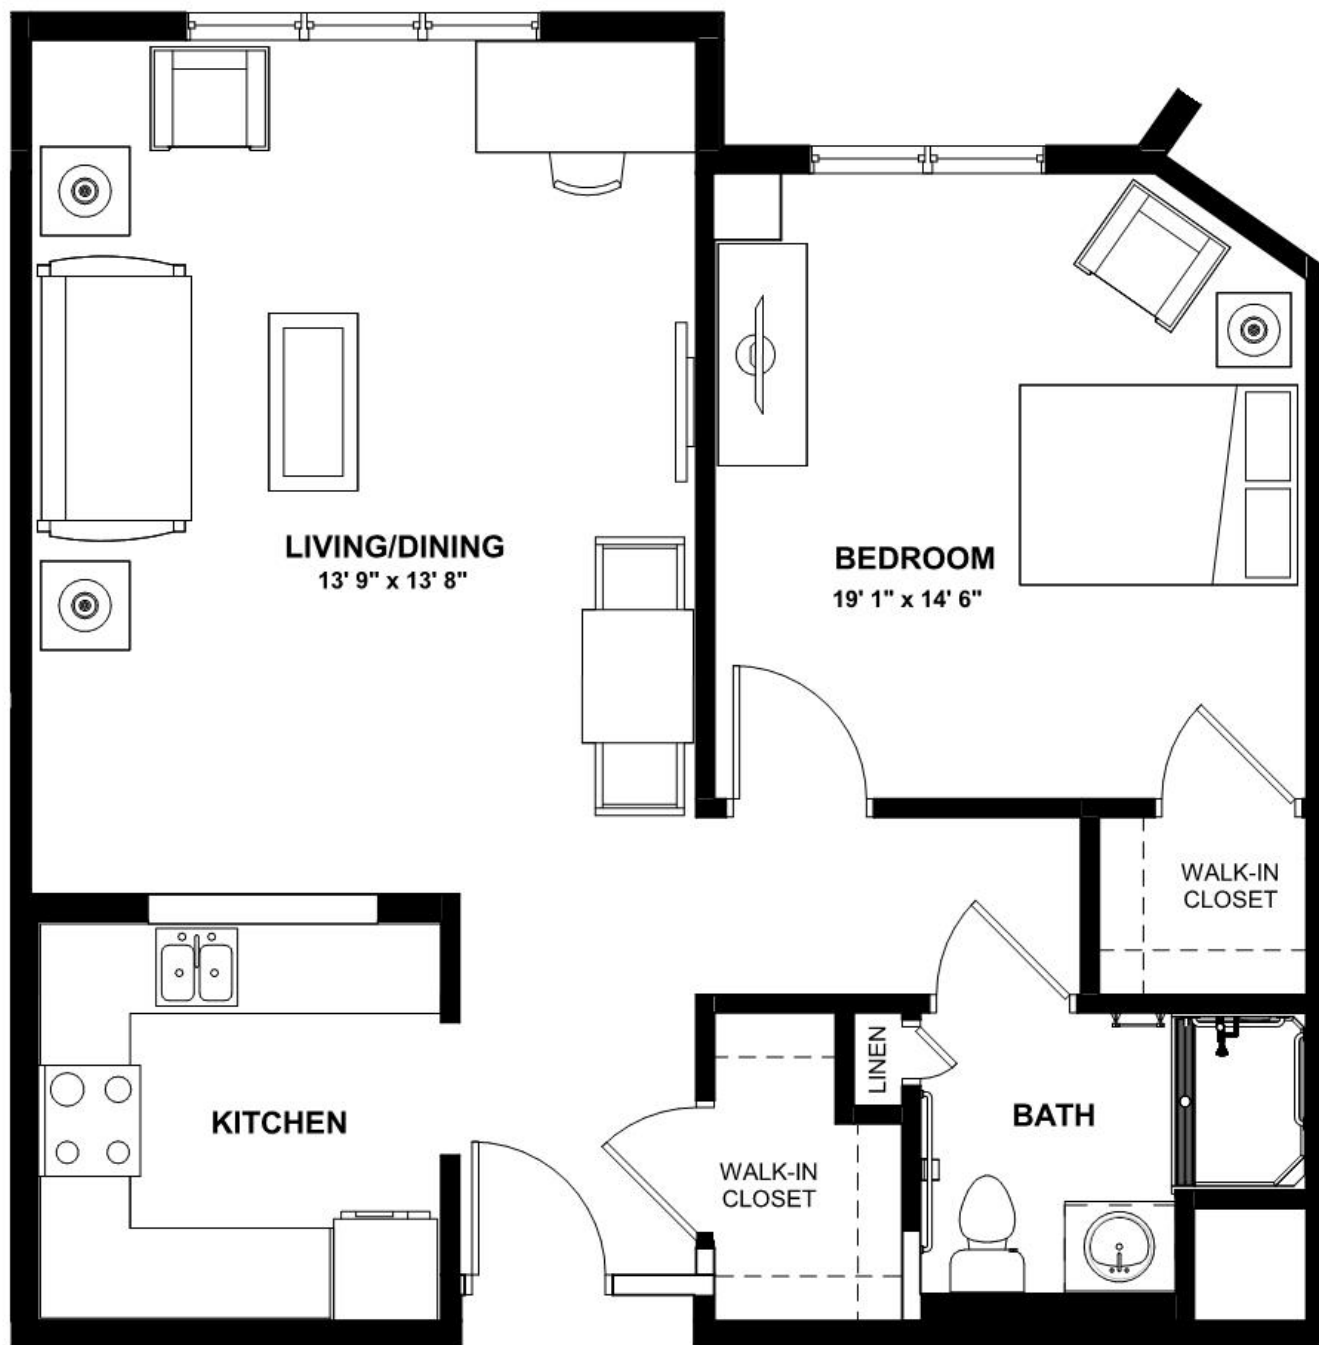 LIVING/DINING
13' 9" x 13' 8"
BEDROOM
19' 1" x 14' 6"
WALK-IN
CLOSET
LINEN
KITCHEN
BATH
WALK-IN
CLOSET